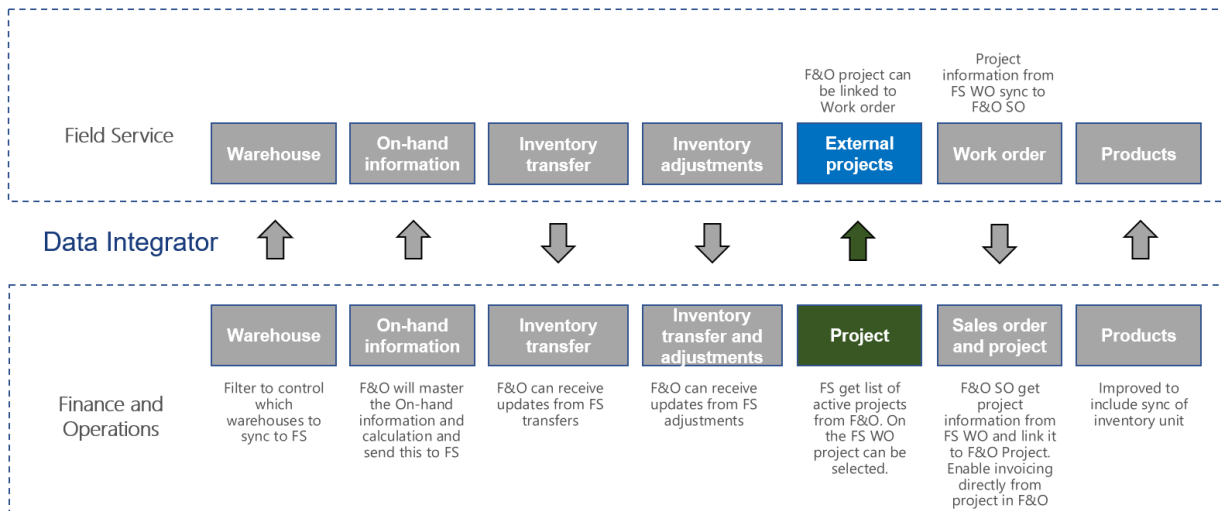 F&O project can
be linked to
Work order
Project
information from
FS WO sync to
F&O SO
Field Service
Warehouse
On-hand
information
Inventory
transfer
Inventory
adjustments
External
projects
Work order
Products
Data Integrator
Finance and
Operations
Warehouse
On-hand
information
Inventory
transfer
Inventory
transfer and
adjustments
Project
Sales order
and project
Products
Filter to control
which
warehouses to
sync to FS
F&O will master
the On-hand
information and
calculation and
send this to FS
F&O can receive
updates from FS
transfers
F&O can receive
updates from FS
adjustments
FS get list of
active projects
from F&O. On
the FS WO
project can be
selected.
F&O SO get
project
information from
FS WO and link it
to F&O Project.
Enable invoicing
directly from
project in F&O
Improved to
include sync of
inventory unit